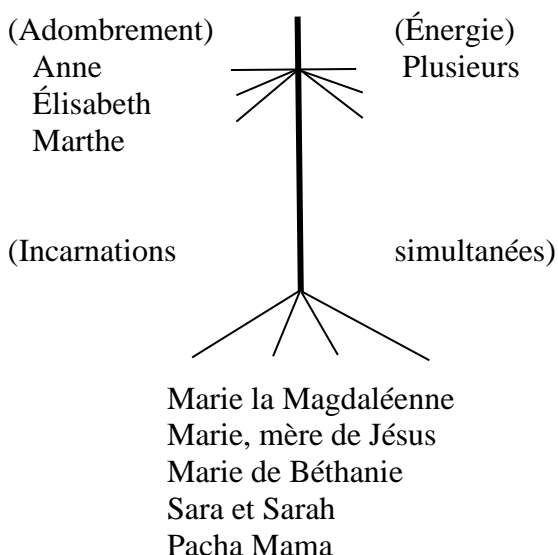 (Adombrement) (Énergie)
Anne Plusieurs
Élisabeth
Marthe
(Incarnations simultanées)
Marie la Magdaléenne
Marie, mère de Jésus
Marie de Béthanie
Sara et Sarah
Pacha Mama